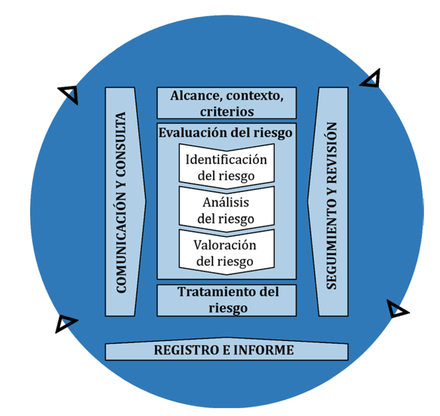 Alcance, contexto,
criterios
Evaluación del riesgo
Identificación
del riesgo
Análisis
del riesgo
Valoración
del riesgo
Tratamiento del
riesgo
COMUNICACIÓN Y CONSULTA
SEGUIMIENTO Y REVISIÓN
REGISTRO E INFORME